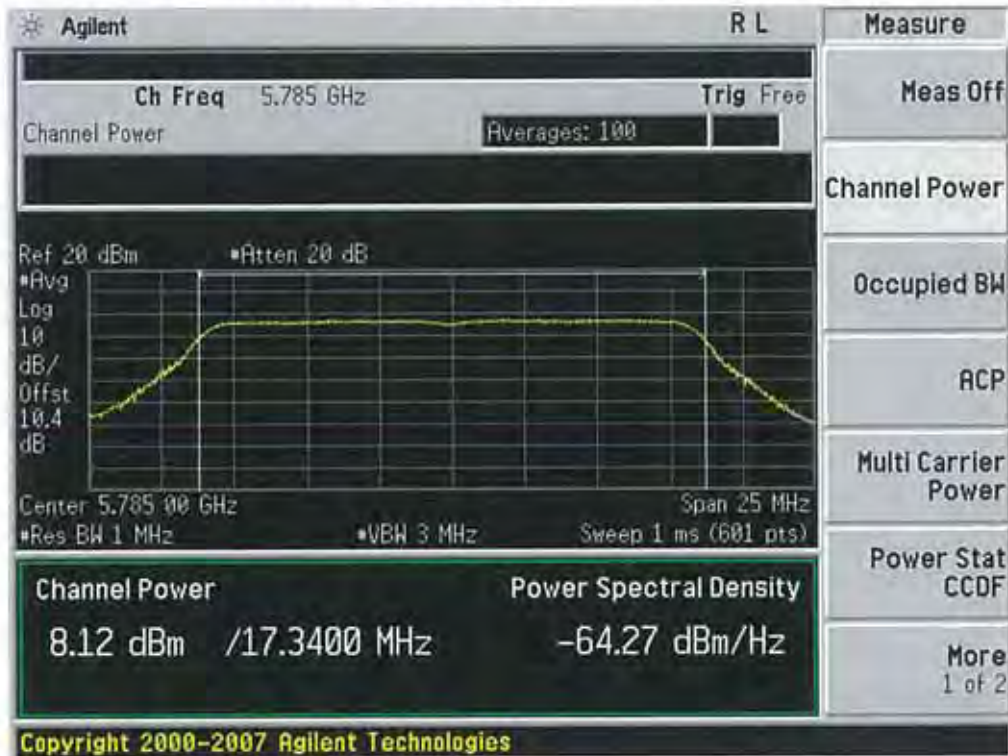 Agilent R L
Ch Freq 5.785 GHz Trig Free
Channel Power Averages: 100
Ref 20 dBm #Atten 20 dB
#Avg
Log
10
dB/
Offst
10.4
dB
Center 5.785 00 GHz Span 25 MHz
#Res BW 1 MHz #VBW 3 MHz Sweep 1 ms (601 pts)
Channel Power Power Spectral Density
8.12 dBm /17.3400 MHz -64.27 dBm/Hz
Copyright 2000-2007 Agilent Technologies
Measure
Meas Off
Channel Power
Occupied BW
ACP
Multi Carrier
Power
Power Stat
CCDF
More
1 of 2